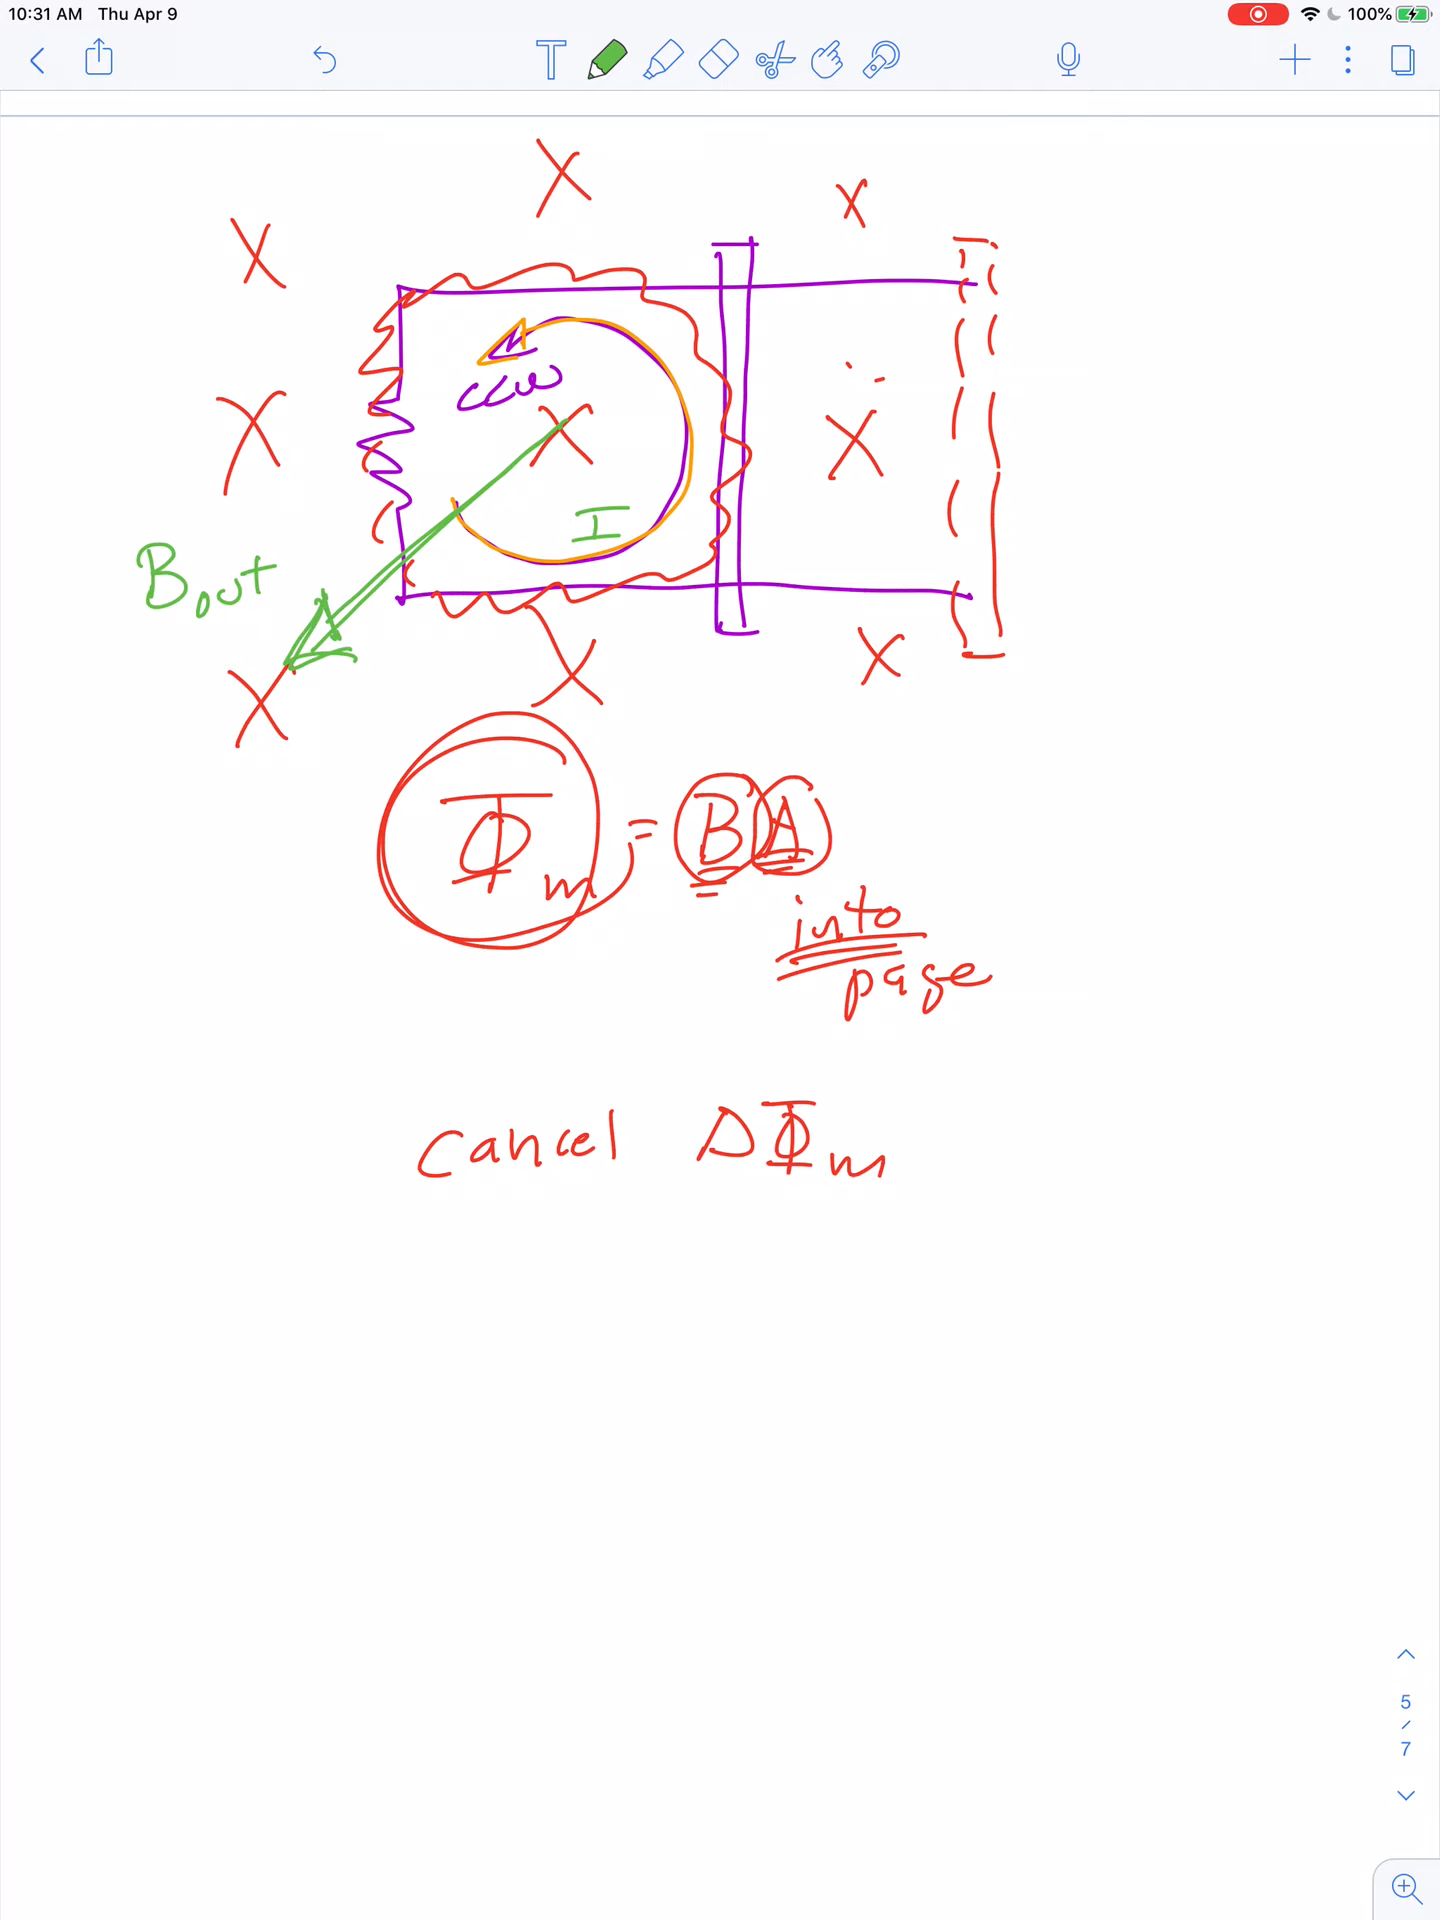 10:31 AM Thu Apr 9
100%
X X X
X
ccw
X
X
I
Bout
X X X
Φm = BA
into
page
cancel ΔΦm
5
/
7